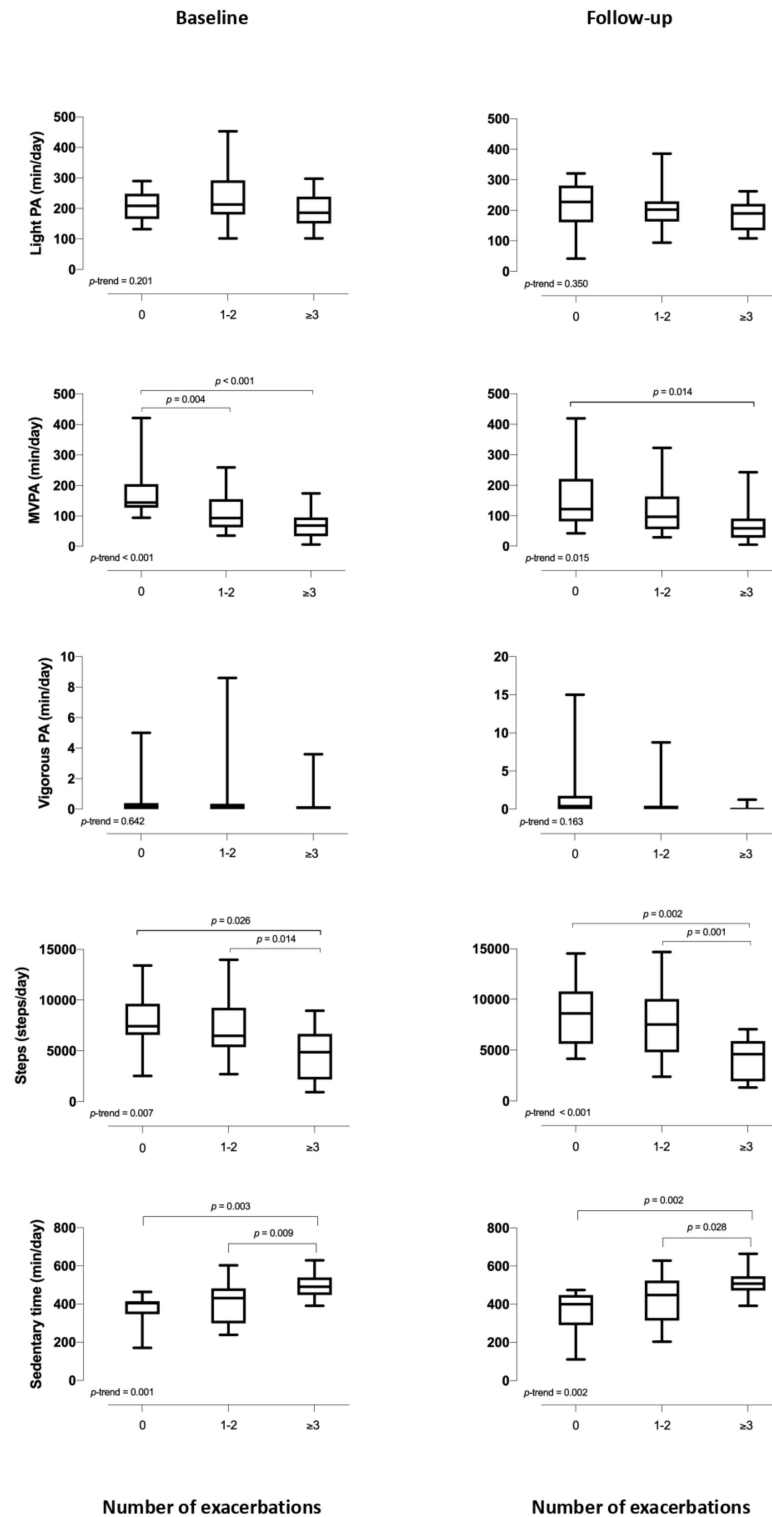 Baseline
Follow-up
Light PA (min/day)
500
400
300
200
100
0
p-trend = 0.201
0
1-2
≥3
500
400
300
200
100
0
p-trend = 0.350
0
1-2
≥3
MVPA (min/day)
p < 0.001
p = 0.004
500
400
300
200
100
0
p-trend < 0.001
0
1-2
≥3
p = 0.014
500
400
300
200
100
0
p-trend = 0.015
0
1-2
≥3
Vigorous PA (min/day)
10
8
6
4
2
0
p-trend = 0.642
0
1-2
≥3
20
15
10
5
0
p-trend = 0.163
0
1-2
≥3
Steps (steps/day)
p = 0.026
p = 0.014
15000
10000
5000
0
p-trend = 0.007
0
1-2
≥3
p = 0.002
p = 0.001
15000
10000
5000
0
p-trend < 0.001
0
1-2
≥3
Sedentary time (min/day)
p = 0.003
p = 0.009
800
600
400
200
0
p-trend = 0.001
0
1-2
≥3
p = 0.002
p = 0.028
800
600
400
200
0
p-trend = 0.002
0
1-2
≥3
Number of exacerbations
Number of exacerbations